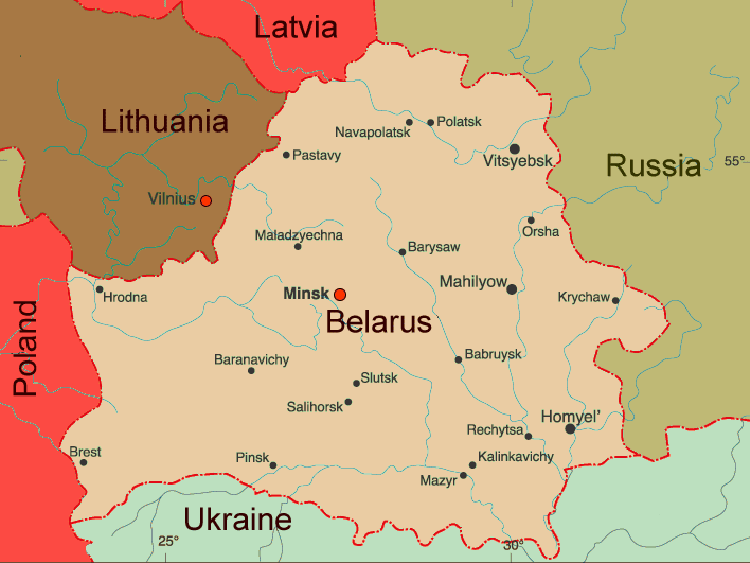 Latvia
Lithuania
Navapolatsk
Polatsk
Pastavy
Vitsyebsk
Russia
55°
Vilnius
Orsha
Maladzyechna
Barysaw
Mahilyow
Hrodna
Minsk
Krychaw
Belarus
Poland
Baranavichy
Babruysk
Slutsk
Salihorsk
Homyel'
Rechytsa
Brest
Pinsk
Kalinkavichy
Mazyr
Ukraine
25°
30°